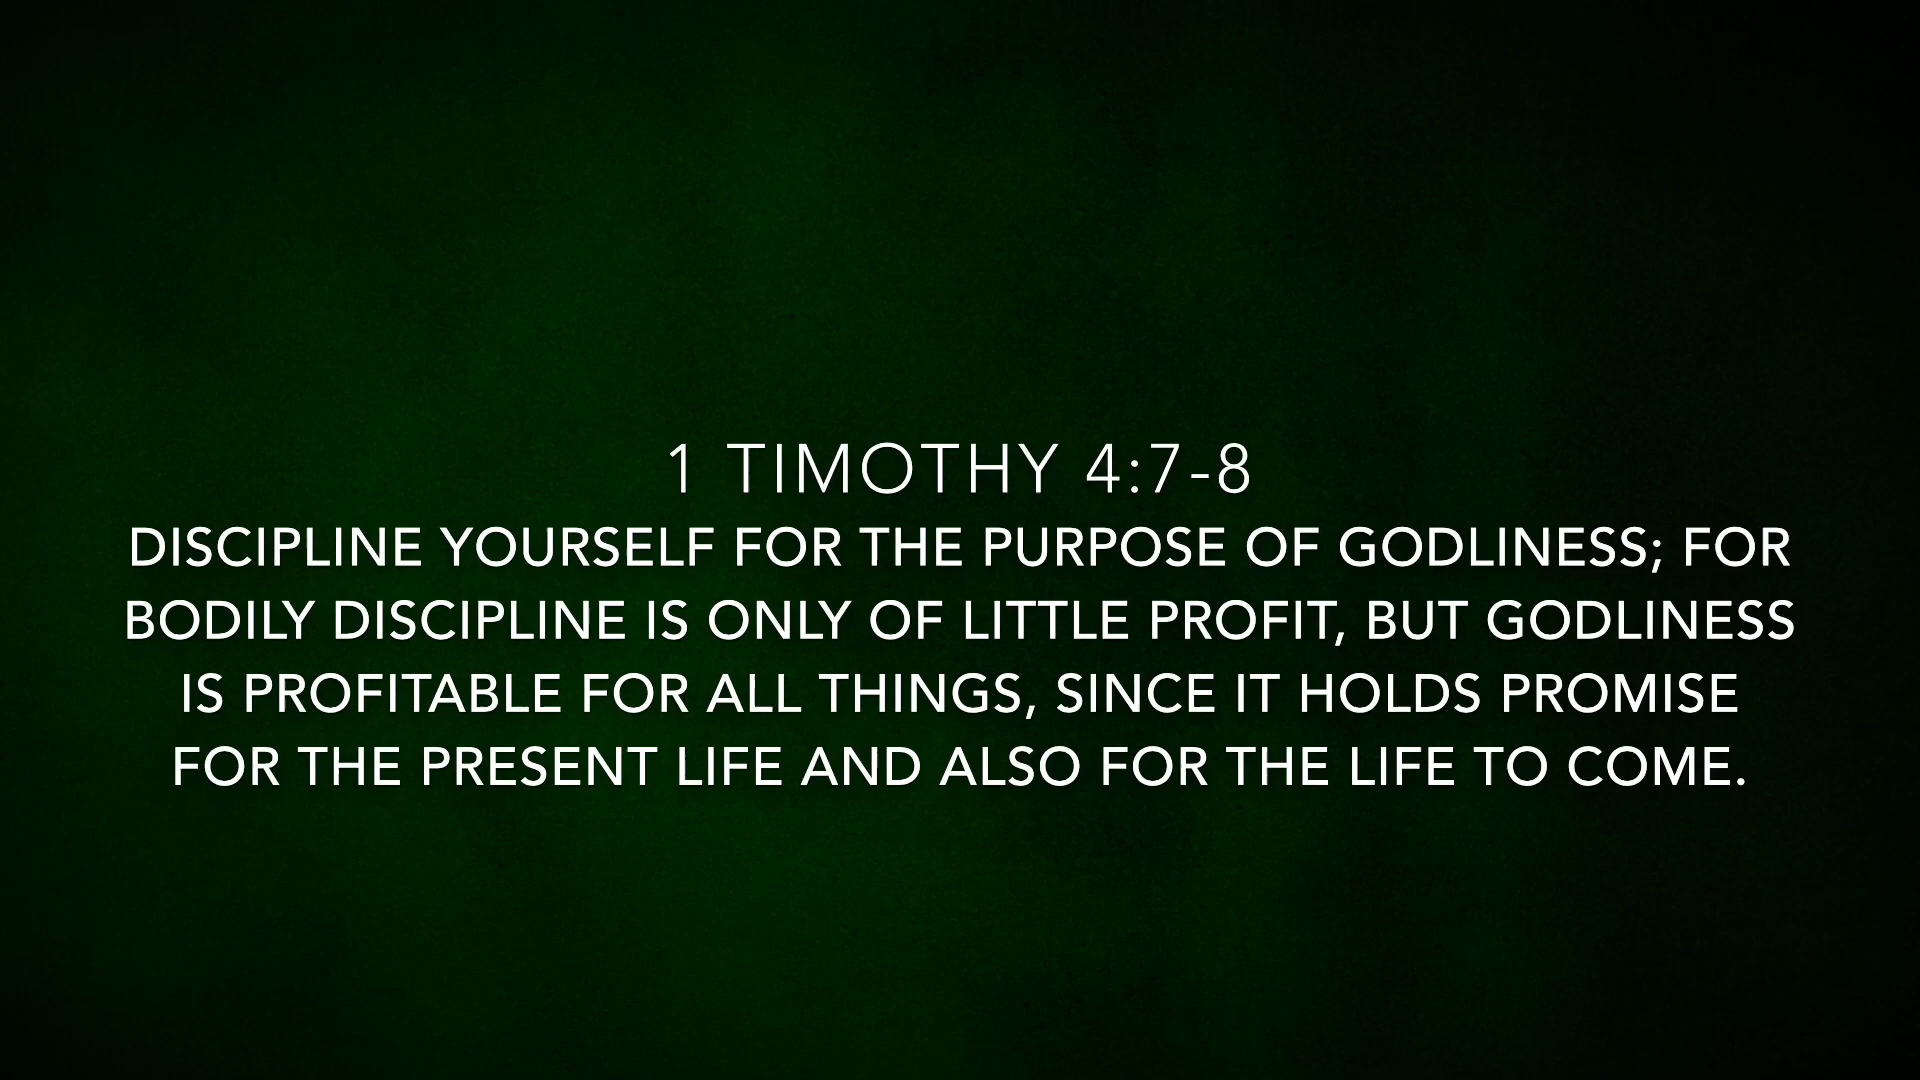 1 TIMOTHY 4:7-8
DISCIPLINE YOURSELF FOR THE PURPOSE OF GODLINESS; FOR
BODILY DISCIPLINE IS ONLY OF LITTLE PROFIT, BUT GODLINESS
IS PROFITABLE FOR ALL THINGS, SINCE IT HOLDS PROMISE
FOR THE PRESENT LIFE AND ALSO FOR THE LIFE TO COME.